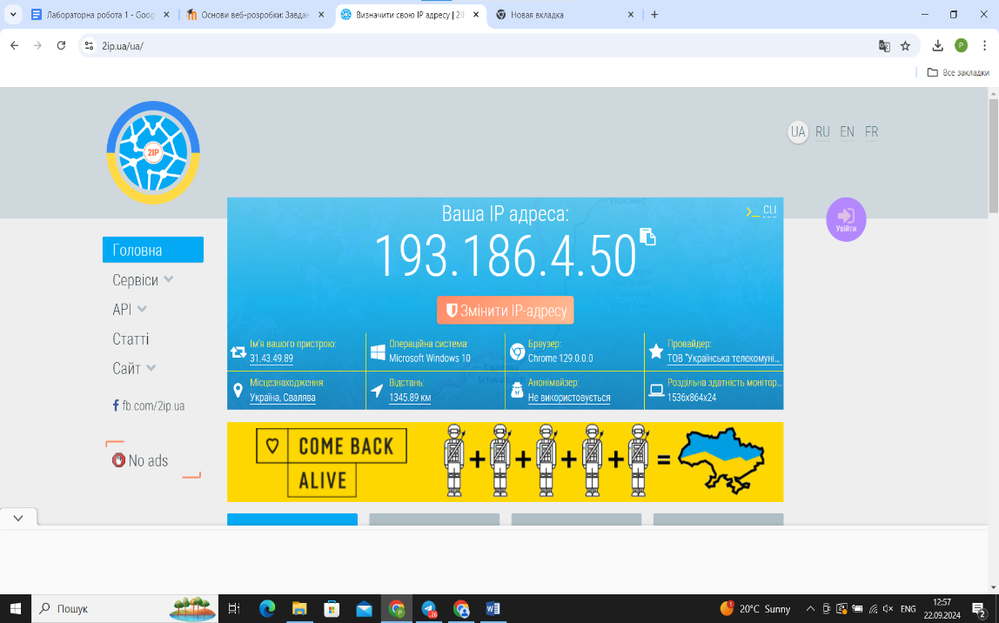 Лабораторна робота 1 - Goog
Основи веб-розробки: Завдан
Визначити свою IP адресу | 2IP
Новая вкладка
2ip.ua/ua/
P
Все закладки
2IP
UA RU EN FR
Ваша IP адреса:
>_ CLI
193.186.4.50
Увійти
Змінити IP-адресу
Головна
Сервіси
API
Статті
Сайт
fb.com/2ip.ua
No ads
Ім'я вашого пристрою:
31.43.49.89
Операційна система:
Microsoft Windows 10
Браузер:
Chrome 129.0.0.0
Провайдер:
ТОВ "Українська телекомуні...
Місцезнаходження:
Україна, Свалява
Відстань:
1345.89 км
Анонімайзер:
Не використовується
Роздільна здатність монітор...
1536x864x24
COME BACK
ALIVE
+ + + + =
Пошук
26
20°C Sunny
ENG
12:57
22.09.2024
2